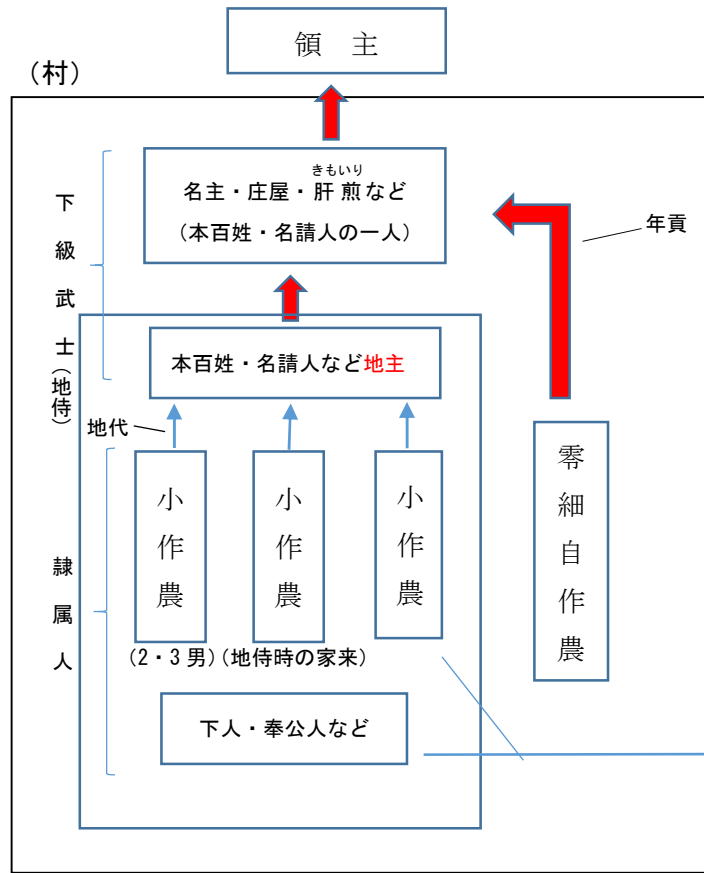 領 主
（村）
きもいり
名主・庄屋・肝煎など
（本百姓・名請人の一人）
年貢
下級武士（地侍）
本百姓・名請人など地主
地代
小作農
小作農
小作農
零細自作農
隷属人
（2・3男）（地侍時の家来）
下人・奉公人など